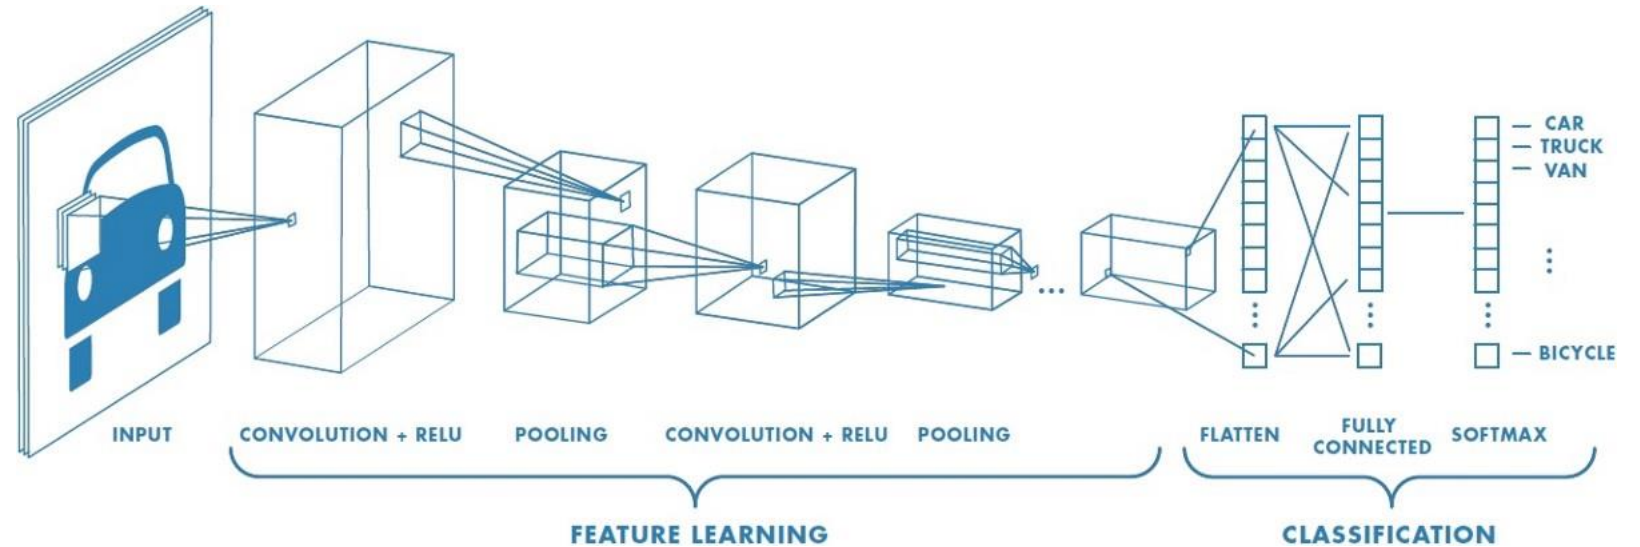 CAR
TRUCK
VAN
BICYCLE
INPUT
CONVOLUTION + RELU
POOLING
CONVOLUTION + RELU
POOLING
FLATTEN
FULLY
CONNECTED
SOFTMAX
FEATURE LEARNING
CLASSIFICATION